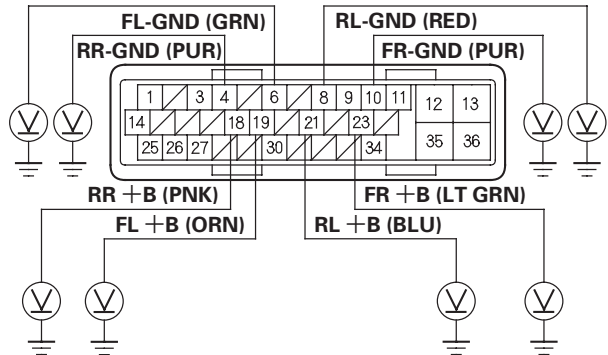 FL-GND (GRN) RL-GND (RED)
RR-GND (PUR) FR-GND (PUR)
1 3 4 6 8 9 10 11 12 13
14 18 19 21 23
25 26 27 30 34 35 36
RR +B (PNK) FR +B (LT GRN)
FL +B (ORN) RL +B (BLU)
V V V V
V V V V